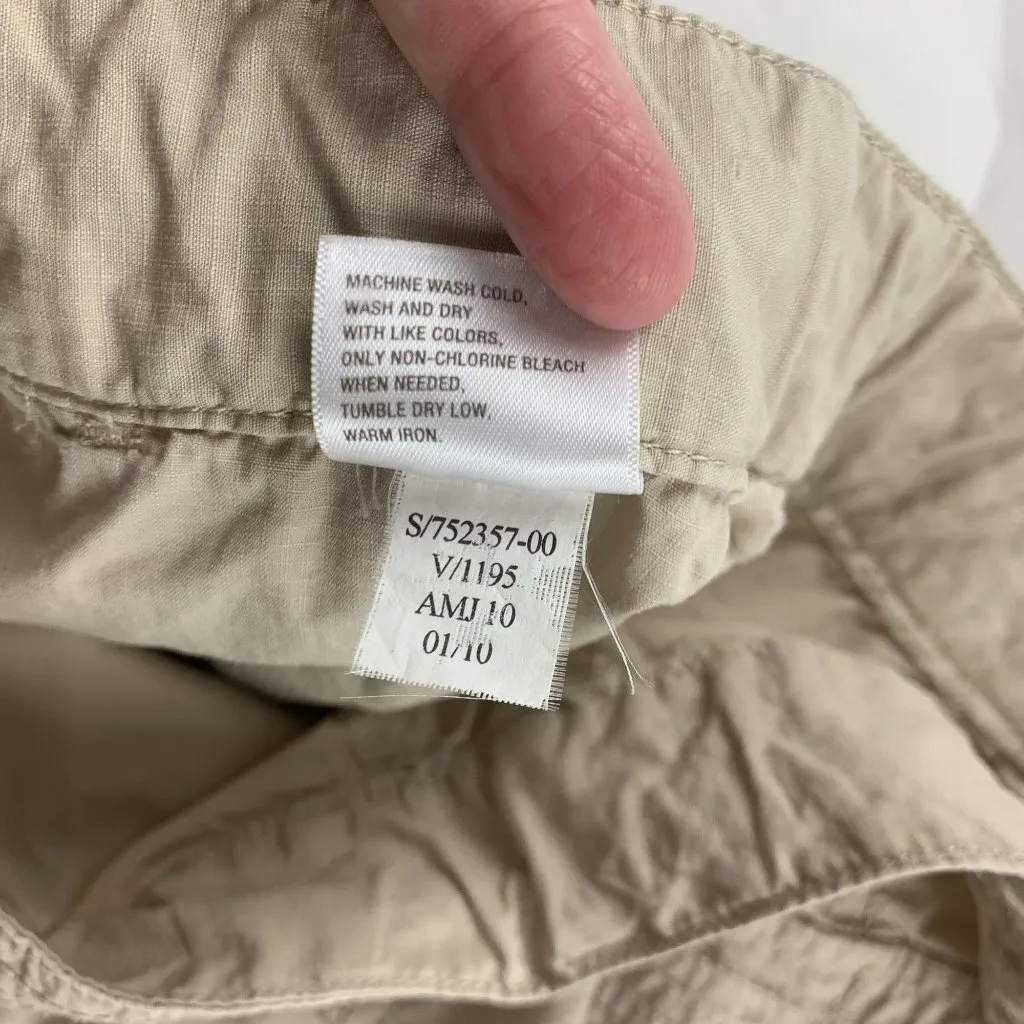 MACHINE WASH COLD,
WASH AND DRY
WITH LIKE COLORS,
ONLY NON-CHLORINE BLEACH
WHEN NEEDED,
TUMBLE DRY LOW,
WARM IRON.
S/752357-00
V/1195
AMJ 10
01/10